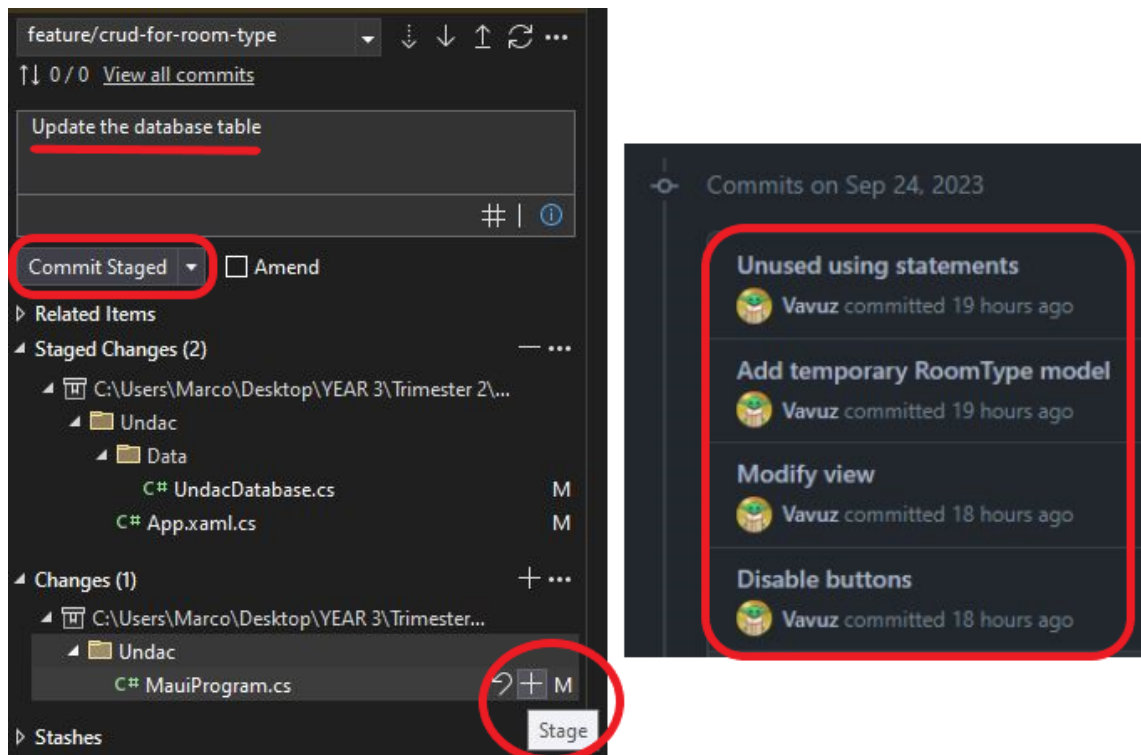 feature/crud-for-room-type
0 / 0 View all commits
Update the database table
Commit Staged
Amend
Related Items
Staged Changes (2)
C:\Users\Marco\Desktop\YEAR 3\Trimester 2\...
Undac
Data
C# UndacDatabase.cs M
C# App.xaml.cs M
Changes (1)
C:\Users\Marco\Desktop\YEAR 3\Trimester...
Undac
C# MauiProgram.cs M
Stage
Stashes
Commits on Sep 24, 2023
Unused using statements
Vavuz committed 19 hours ago
Add temporary RoomType model
Vavuz committed 19 hours ago
Modify view
Vavuz committed 18 hours ago
Disable buttons
Vavuz committed 18 hours ago